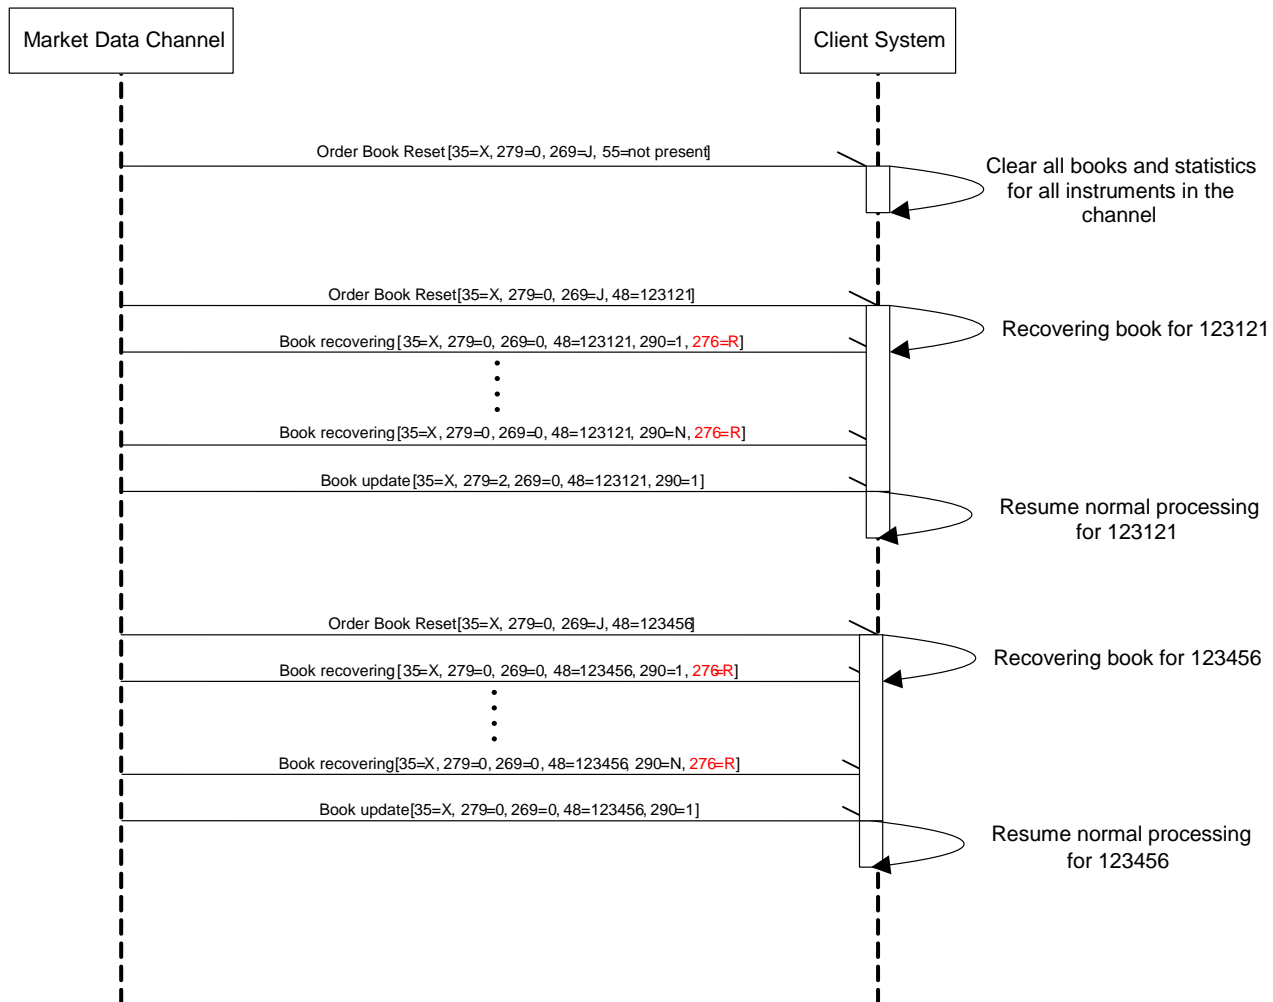 Market Data Channel
Client System
Order Book Reset[35=X, 279=0, 269=J, 55=not present]
Clear all books and statistics
for all instruments in the
channel
Order Book Reset[35=X, 279=0, 269=J, 48=123121]
Recovering book for 123121
Book recovering[35=X, 279=0, 269=0, 48=123121, 290=1, 276=R]
Book recovering[35=X, 279=0, 269=0, 48=123121, 290=N, 276=R]
Book update[35=X, 279=2, 269=0, 48=123121, 290=1]
Resume normal processing
for 123121
Order Book Reset[35=X, 279=0, 269=J, 48=123456]
Recovering book for 123456
Book recovering[35=X, 279=0, 269=0, 48=123456, 290=1, 276=R]
Book recovering[35=X, 279=0, 269=0, 48=123456, 290=N, 276=R]
Book update[35=X, 279=0, 269=0, 48=123456, 290=1]
Resume normal processing
for 123456